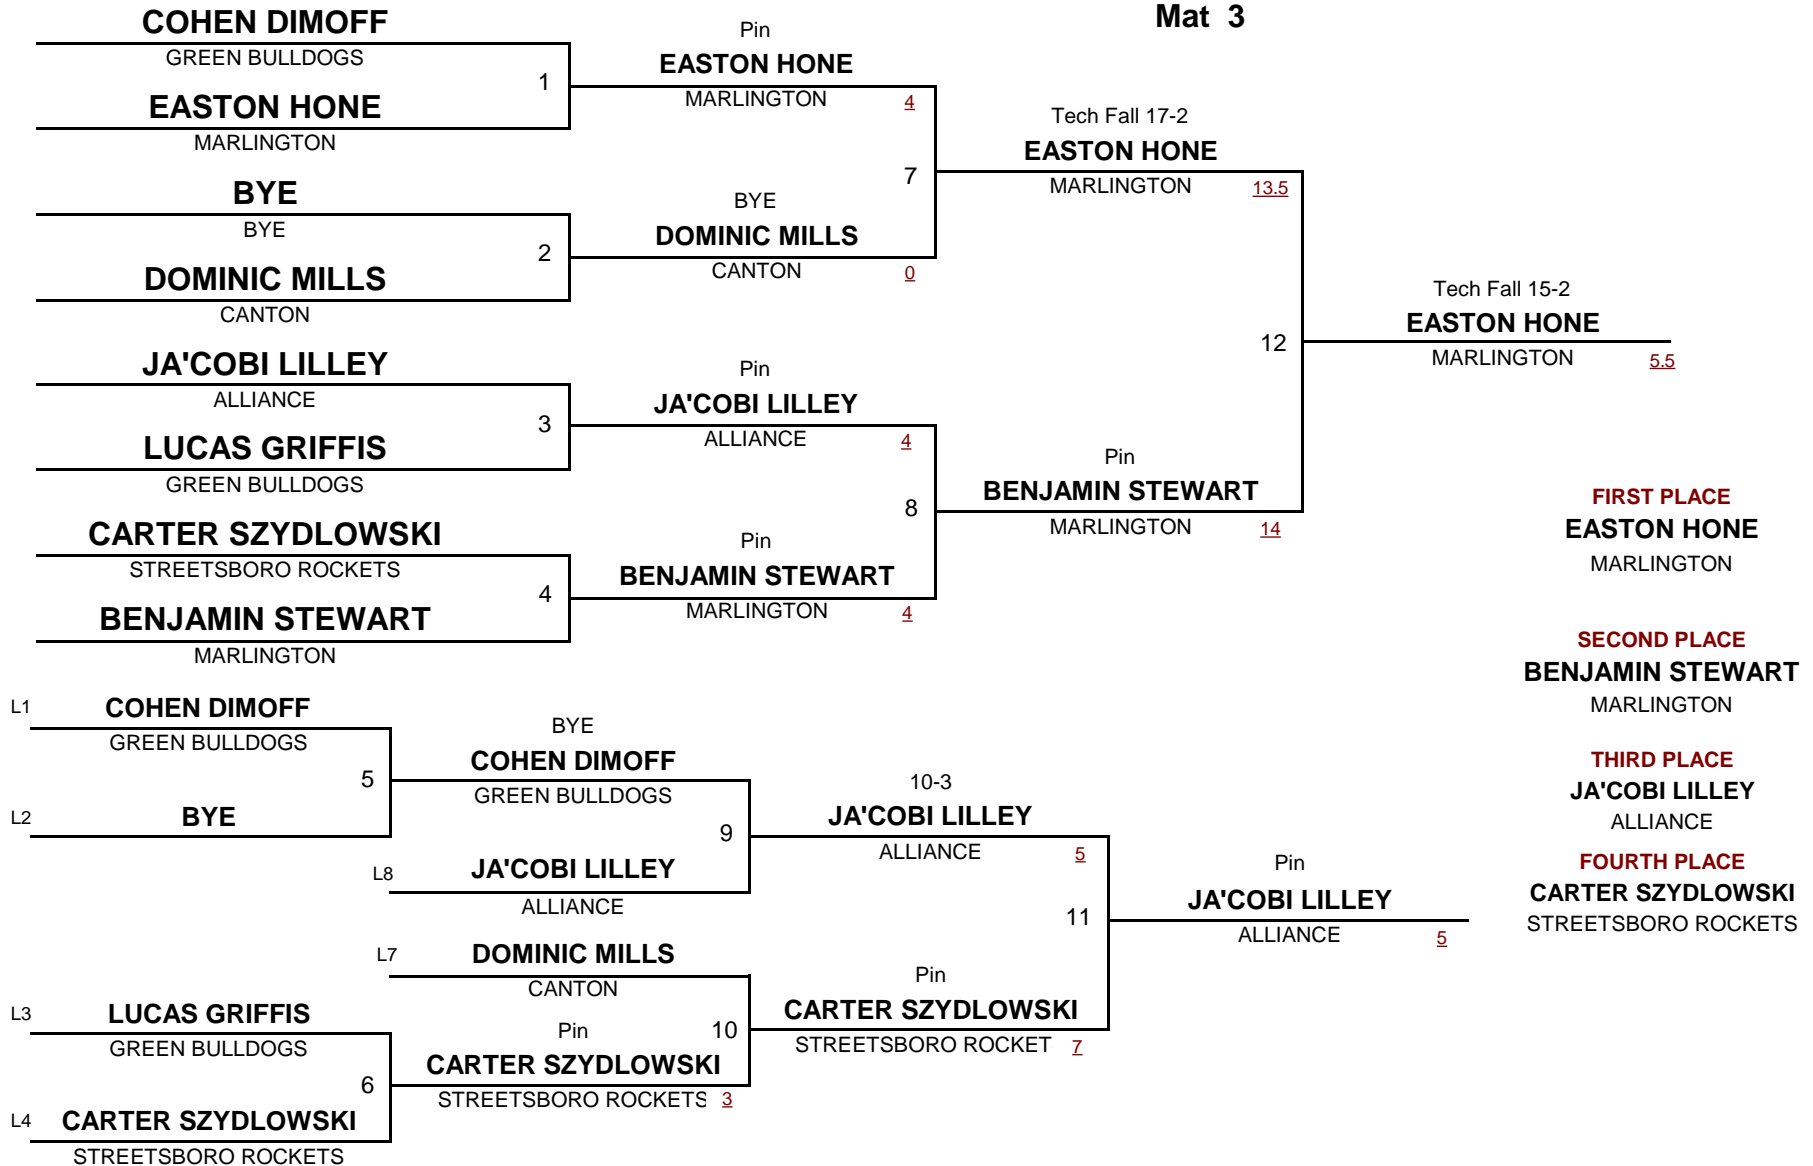 Mat 3
COHEN DIMOFF
GREEN BULLDOGS
1
EASTON HONE
MARLINGTON
BYE
BYE
2
DOMINIC MILLS
CANTON
JA'COBI LILLEY
ALLIANCE
3
LUCAS GRIFFIS
GREEN BULLDOGS
CARTER SZYDLOWSKI
STREETSBORO ROCKETS
4
BENJAMIN STEWART
MARLINGTON
Pin
EASTON HONE
MARLINGTON 4
7
BYE
DOMINIC MILLS
CANTON 0
Pin
JA'COBI LILLEY
ALLIANCE 4
8
Pin
BENJAMIN STEWART
MARLINGTON 4
Tech Fall 17-2
EASTON HONE
MARLINGTON 13.5
12
Pin
BENJAMIN STEWART
MARLINGTON 14
Tech Fall 15-2
EASTON HONE
MARLINGTON 5.5
FIRST PLACE
EASTON HONE
MARLINGTON
SECOND PLACE
BENJAMIN STEWART
MARLINGTON
THIRD PLACE
JA'COBI LILLEY
ALLIANCE
FOURTH PLACE
CARTER SZYDLOWSKI
STREETSBORO ROCKETS
L1 COHEN DIMOFF
GREEN BULLDOGS
5
L2 BYE
BYE
COHEN DIMOFF
GREEN BULLDOGS
9
L8 JA'COBI LILLEY
ALLIANCE
L7 DOMINIC MILLS
CANTON
10
L3 LUCAS GRIFFIS
GREEN BULLDOGS
6
L4 CARTER SZYDLOWSKI
STREETSBORO ROCKETS
Pin
CARTER SZYDLOWSKI
STREETSBORO ROCKETS 3
10-3
JA'COBI LILLEY
ALLIANCE 5
11
Pin
CARTER SZYDLOWSKI
STREETSBORO ROCKET 7
Pin
JA'COBI LILLEY
ALLIANCE 5